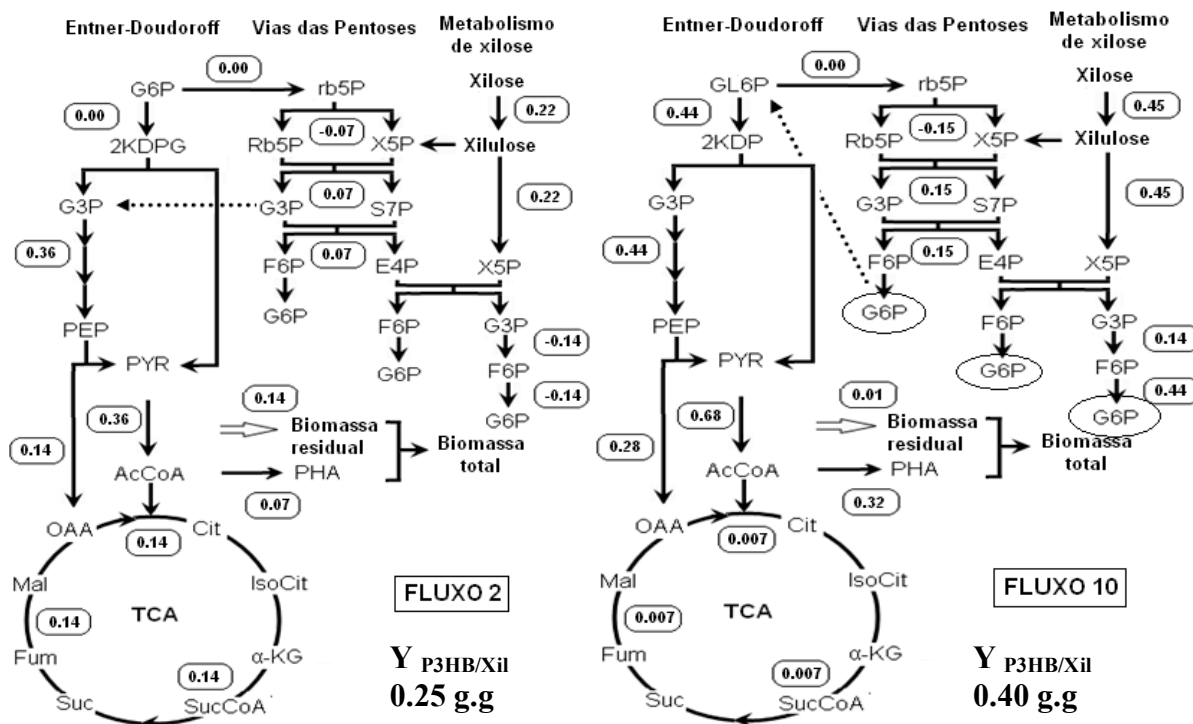 Entner-Doudoroff
Vias das Pentoses
Metabolismo
de xilose
0.00
G6P
rb5P
Xilose
0.00
-0.07
0.22
2KDPG
Rb5P
X5P
Xilulose
0.07
0.22
G3P
G3P
S7P
0.36
0.07
F6P
E4P
X5P
G6P
PEP
F6P
G3P
-0.14
PYR
G6P
F6P
0.14
-0.14
0.36
G6P
Biomassa
residual
Biomassa
total
0.14
AcCoA
PHA
0.07
OAA
Cit
0.14
Mal
IsoCit
FLUXO 2
TCA
0.14
Fum
α-KG
0.14
Suc
SucCoA
Y P3HB/Xil
0.25 g.g
Entner-Doudoroff
Vias das Pentoses
Metabolismo
de xilose
0.00
GL6P
rb5P
Xilose
0.44
-0.15
0.45
2KDP
Rb5P
X5P
Xilulose
0.15
0.45
G3P
G3P
S7P
0.44
0.15
F6P
E4P
X5P
G6P
PEP
F6P
G3P
0.14
PYR
G6P
F6P
0.01
0.44
0.68
G6P
Biomassa
residual
Biomassa
total
0.28
AcCoA
PHA
0.32
OAA
Cit
0.007
Mal
IsoCit
FLUXO 10
TCA
0.007
Fum
α-KG
0.007
Suc
SucCoA
Y P3HB/Xil
0.40 g.g